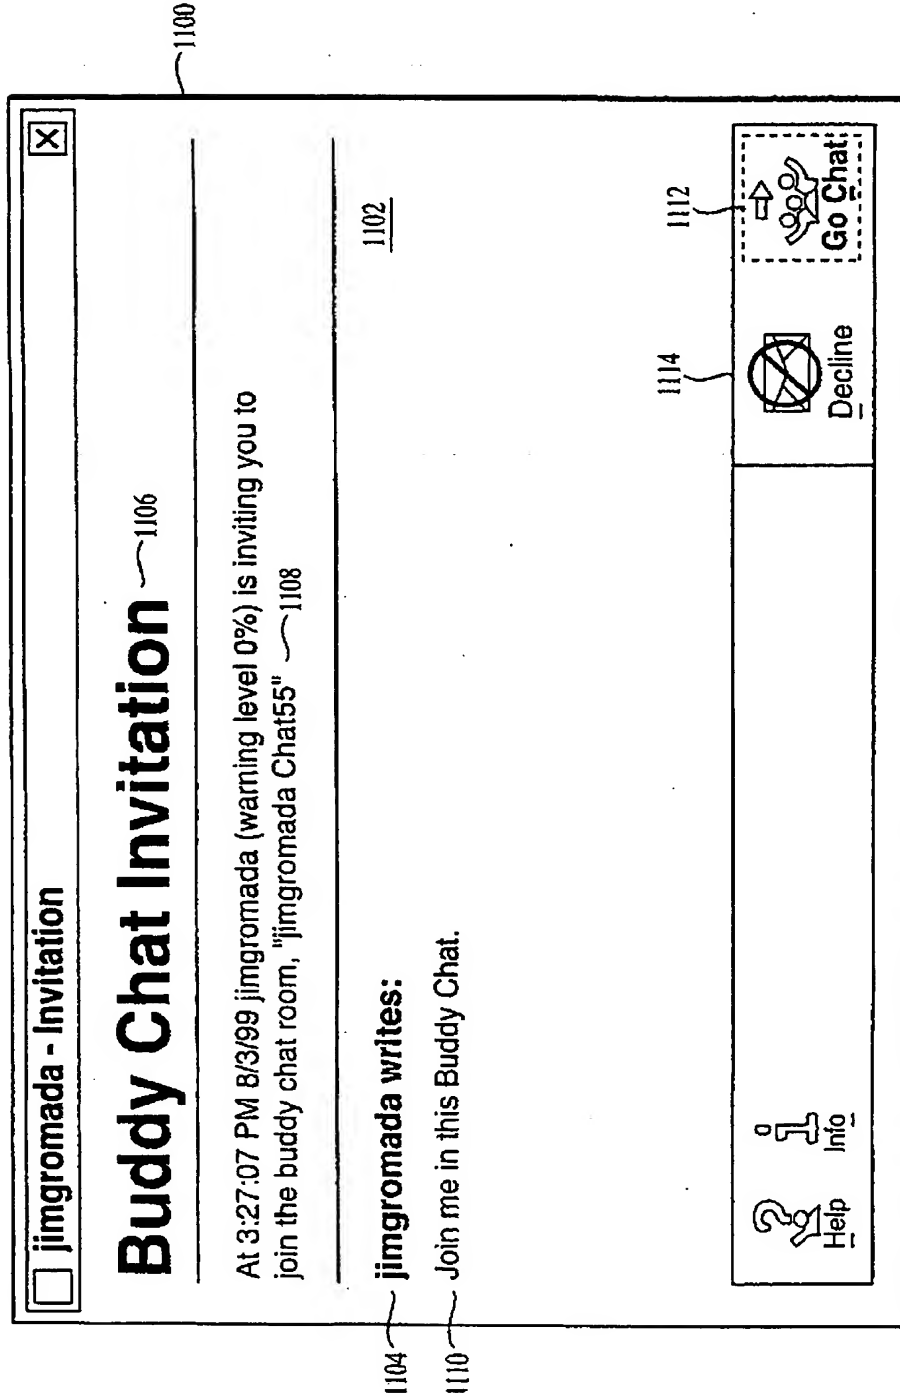 1100
jimgromada - Invitation
Buddy Chat Invitation 1106
At 3:27:07 PM 8/3/99 jimgromada (warning level 0%) is inviting you to
join the buddy chat room, "jimgromada Chat55" 1108
1102
1104 jimgromada writes:
1110 Join me in this Buddy Chat.
1114
1112
Help
Info
Decline
Go Chat